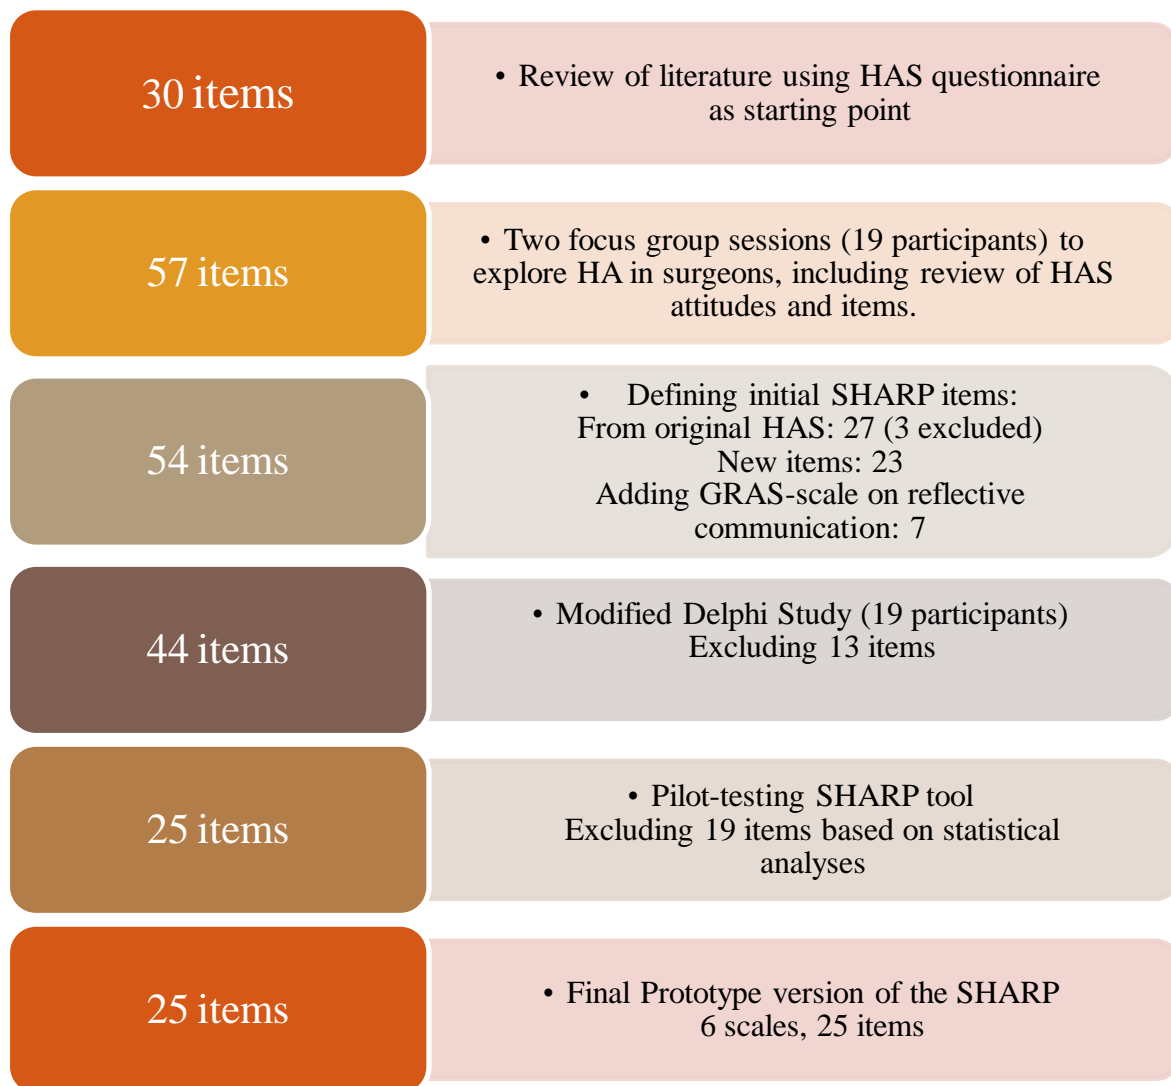 30 items
• Review of literature using HAS questionnaire
as starting point
57 items
• Two focus group sessions (19 participants) to
explore HA in surgeons, including review of HAS
attitudes and items.
54 items
• Defining initial SHARP items:
From original HAS: 27 (3 excluded)
New items: 23
Adding GRAS-scale on reflective
communication: 7
44 items
• Modified Delphi Study (19 participants)
Excluding 13 items
25 items
• Pilot-testing SHARP tool
Excluding 19 items based on statistical
analyses
25 items
• Final Prototype version of the SHARP
6 scales, 25 items